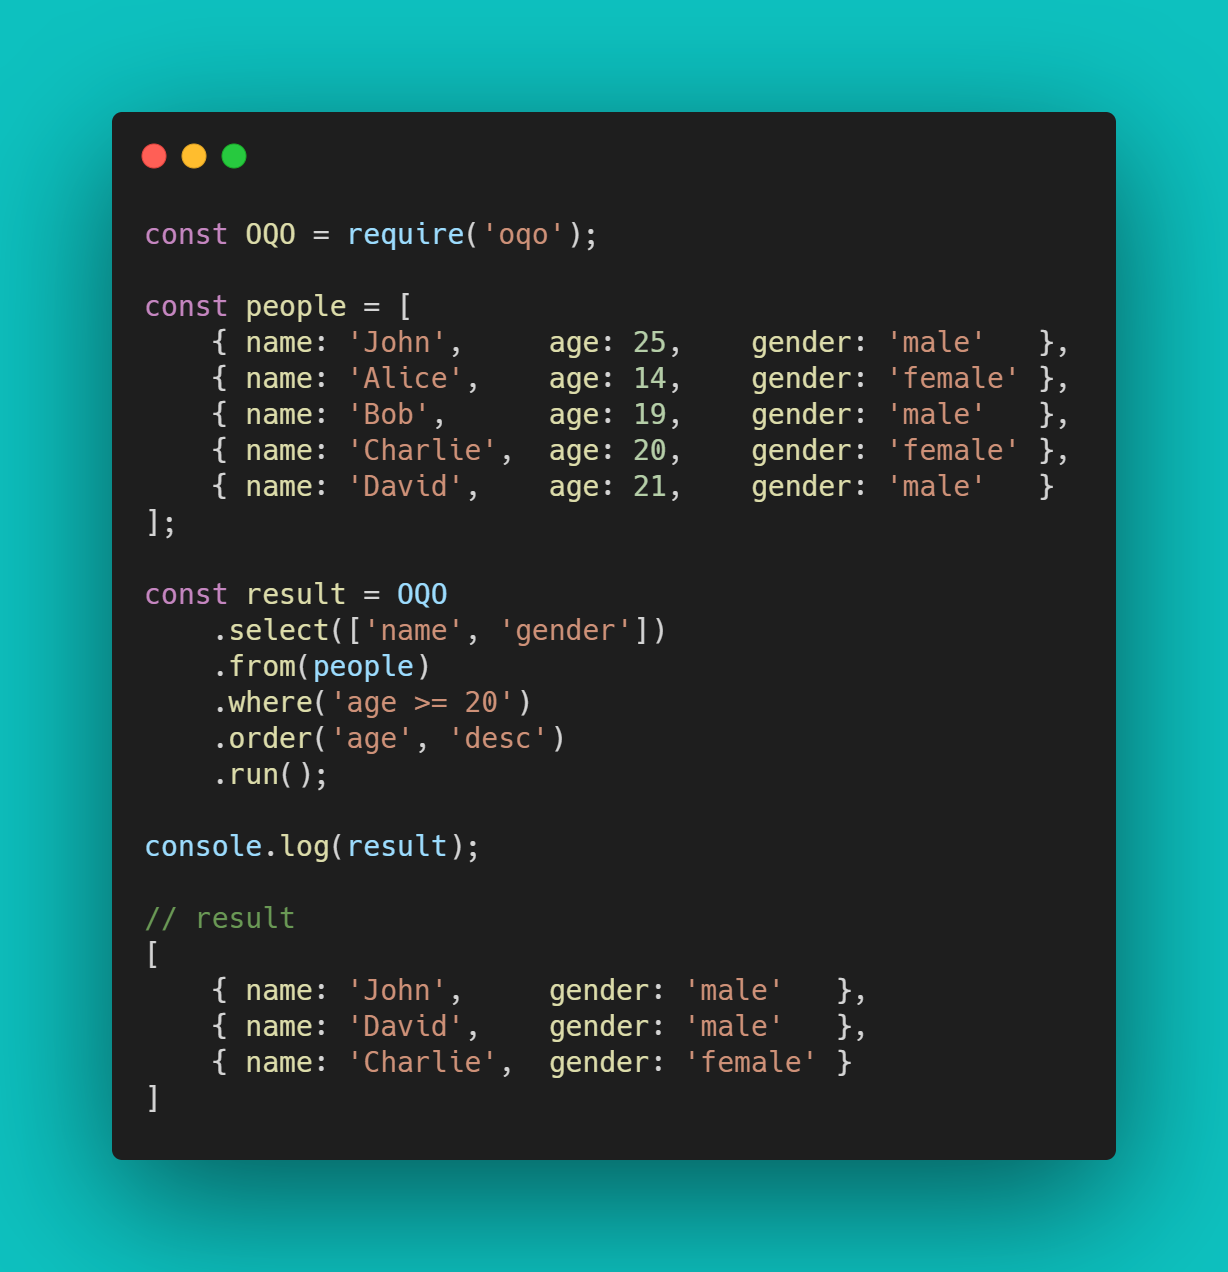 const OQO = require('oqo');

const people = [
    { name: 'John',     age: 25,    gender: 'male'   },
    { name: 'Alice',    age: 14,    gender: 'female' },
    { name: 'Bob',      age: 19,    gender: 'male'   },
    { name: 'Charlie',  age: 20,    gender: 'female' },
    { name: 'David',    age: 21,    gender: 'male'   }
];

const result = OQO
    .select(['name', 'gender'])
    .from(people)
    .where('age >= 20')
    .order('age', 'desc')
    .run();

console.log(result);

// result
[
    { name: 'John',     gender: 'male'   },
    { name: 'David',    gender: 'male'   },
    { name: 'Charlie',  gender: 'female' }
]